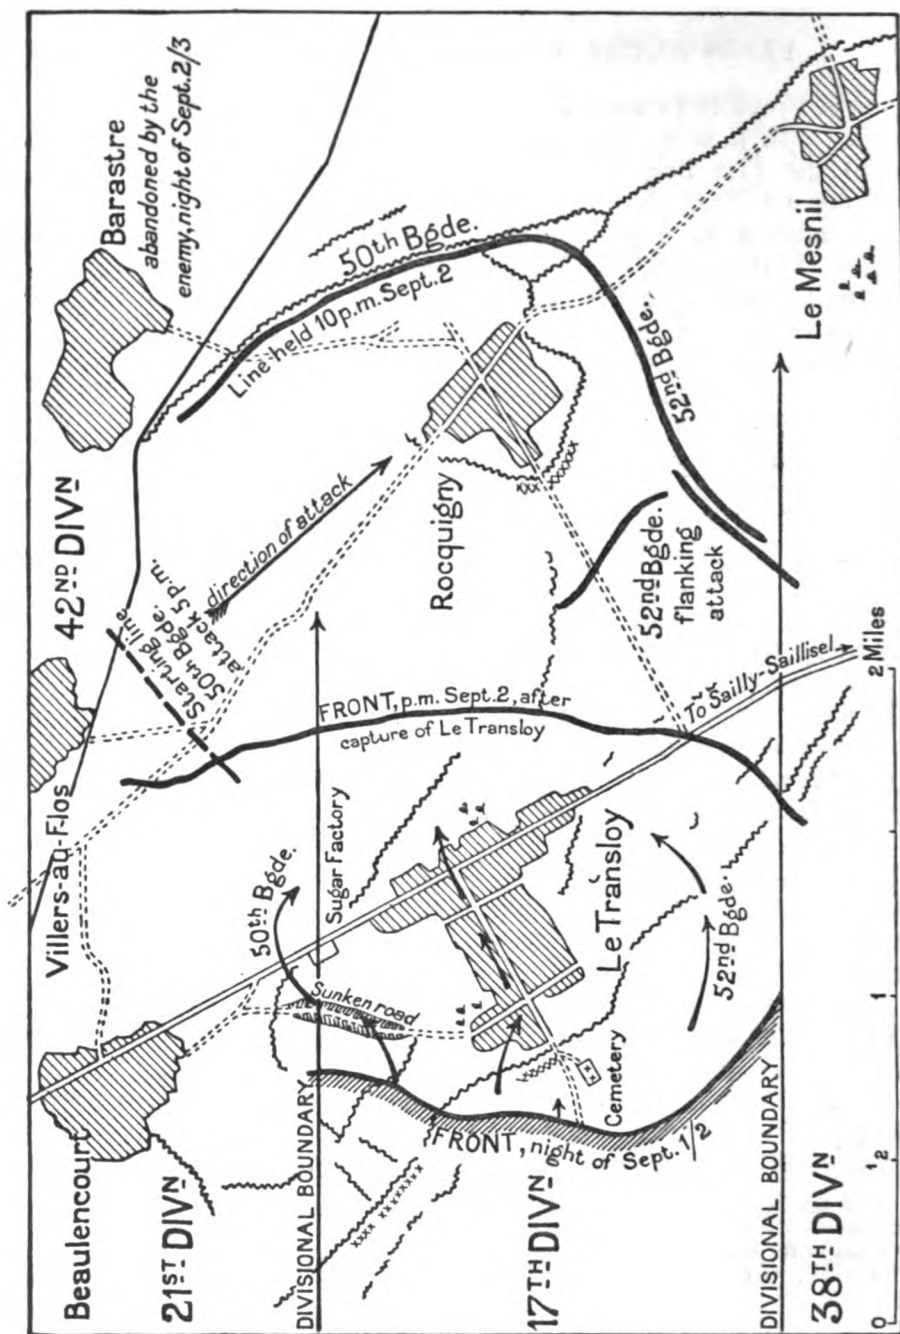 Beaulencourt
Villers-au-Flos
42ND DIVN
Barastre
abandoned by the
enemy, night of Sept. 2/3
21ST DIVN
50th Bgde.
Starting line
50th Bgde.
attack 5 p.m.
direction of attack
Line held 10 p.m. Sept. 2
50th Bgde.
DIVISIONAL BOUNDARY
Sunken road
Sugar Factory
FRONT, p.m. Sept. 2, after
capture of Le Transloy
Rocquigny
FRONT, night of Sept. 1/2
17TH DIVN
Cemetery
Le Transloy
52nd Bgde.
52nd Bgde.
flanking
attack
52nd Bgde.
To Sailly-Saillisel
DIVISIONAL BOUNDARY
Le Mesnil
38TH DIVN
0 ½ 1 2 Miles